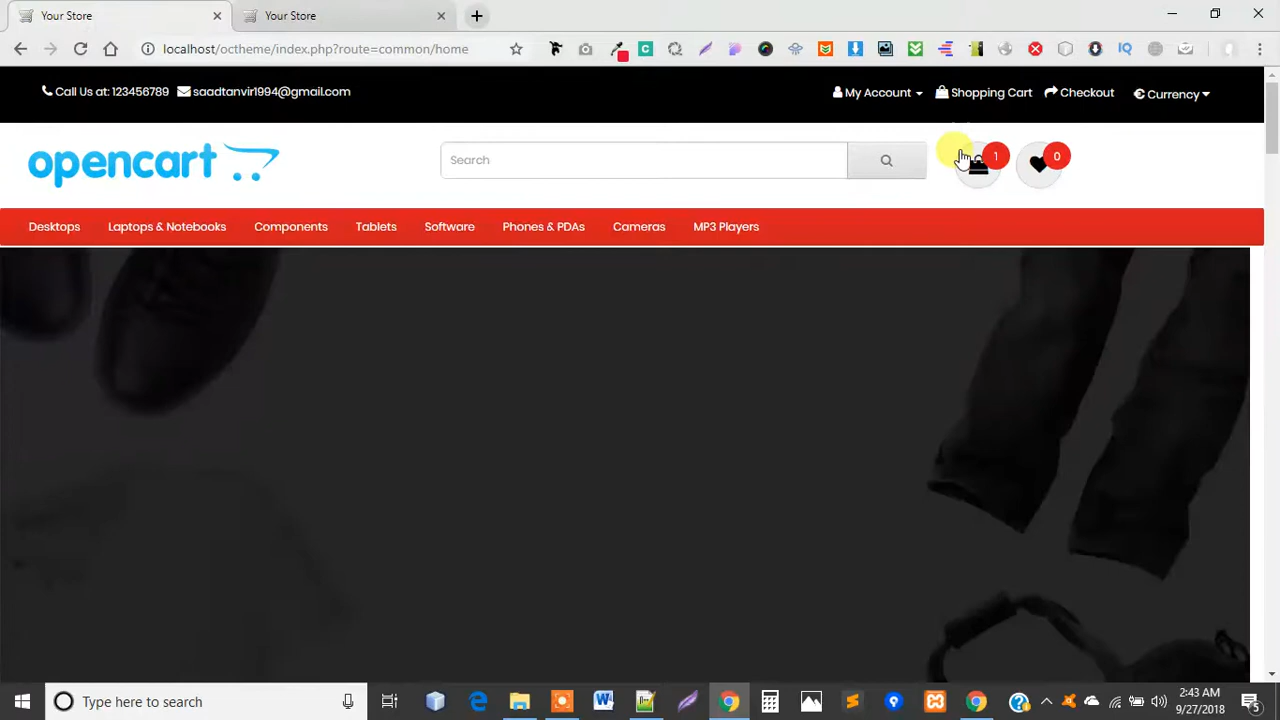 Your Store
Your Store
localhost/octheme/index.php?route=common/home
Call Us at: 123456789 saadtanvir1994@gmail.com
My Account Shopping Cart Checkout Currency
opencart
Search
1
0
Desktops Laptops & Notebooks Components Tablets Software Phones & PDAs Cameras MP3 Players
Type here to search
2:43 AM
9/27/2018
5